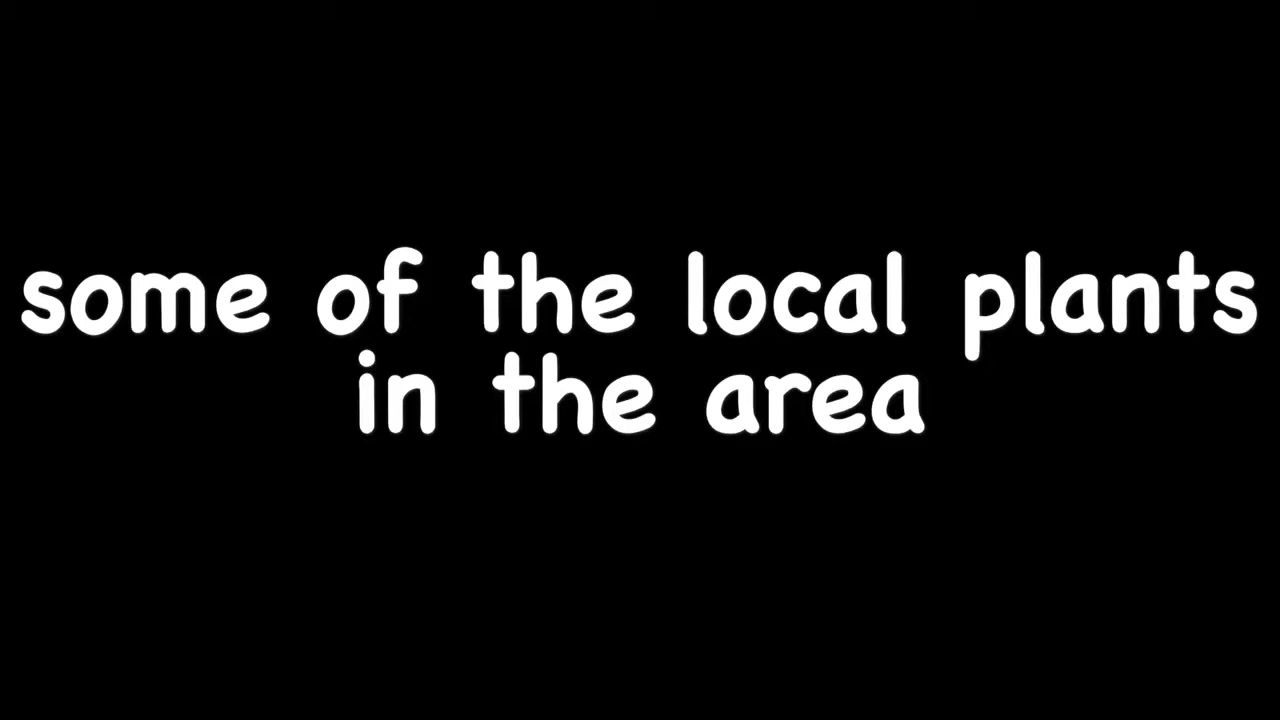 some of the local plants
in the area